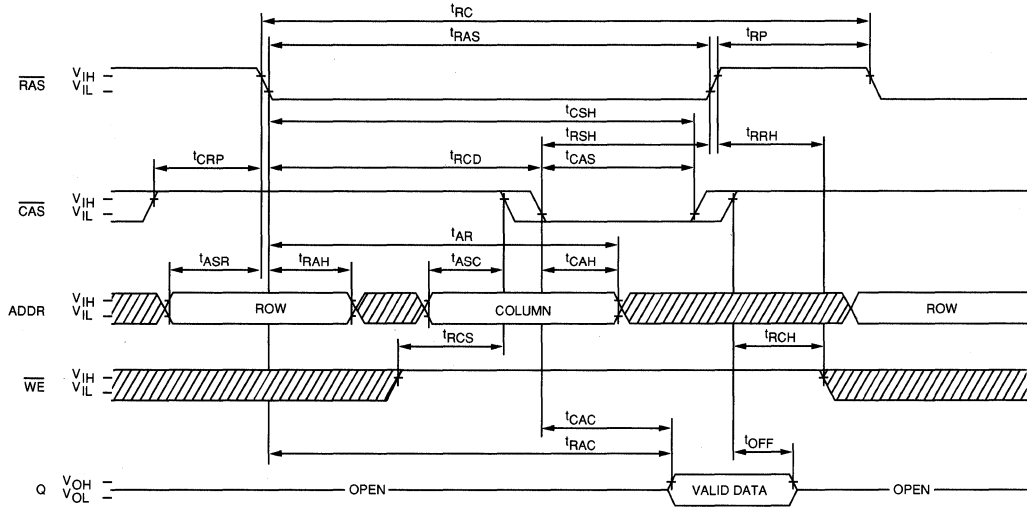 tRC
tRAS
tRP
RAS
VIH
VIL
tCSH
tRSH
tRRH
tCRP
tRCD
tCAS
CAS
VIH
VIL
tAR
tASR
tRAH
tASC
tCAH
ADDR
VIH
VIL
ROW
COLUMN
ROW
tRCS
tRCH
WE
VIH
VIL
tCAC
tRAC
tOFF
Q
VOH
VOL
OPEN
VALID DATA
OPEN